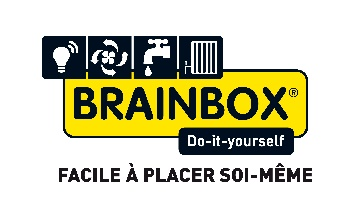 BRAINBOX®
Do-it-yourself
FACILE À PLACER SOI-MÊME